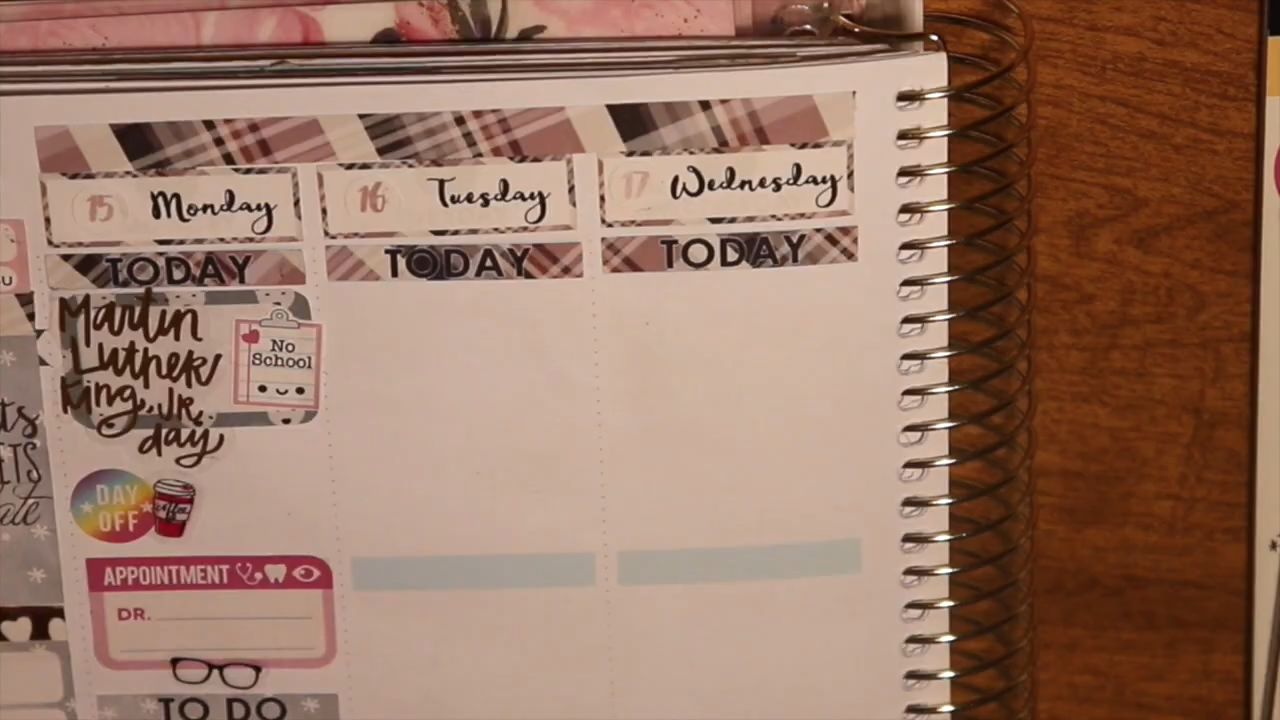 15 Monday
16 Tuesday
17 Wednesday
TODAY
TODAY
TODAY
Martin
Luther
King, JR.
day
No
School
DAY
OFF
coffee
APPOINTMENT
DR.
TO DO